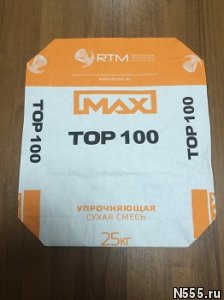 RTM
MAX
TOP 100
TOP 100
TOP 100
УПРОЧНЯЮЩАЯ
СУХАЯ СМЕСЬ
25кг
N555.ru